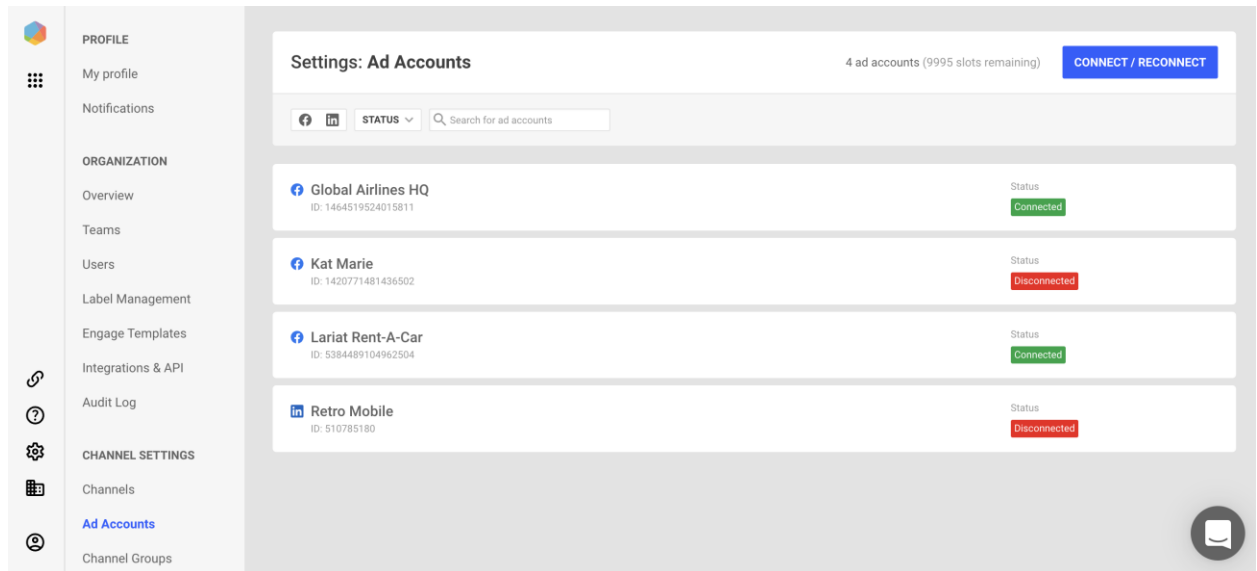 PROFILE
My profile
Notifications
ORGANIZATION
Overview
Teams
Users
Label Management
Engage Templates
Integrations & API
Audit Log
CHANNEL SETTINGS
Channels
Ad Accounts
Channel Groups
Settings: Ad Accounts
4 ad accounts (9995 slots remaining)
CONNECT / RECONNECT
STATUS
Search for ad accounts
Global Airlines HQ
ID: 1464519524015811
Status
Connected
Kat Marie
ID: 1420771481436502
Status
Disconnected
Lariat Rent-A-Car
ID: 5384489104962504
Status
Connected
Retro Mobile
ID: 510785180
Status
Disconnected